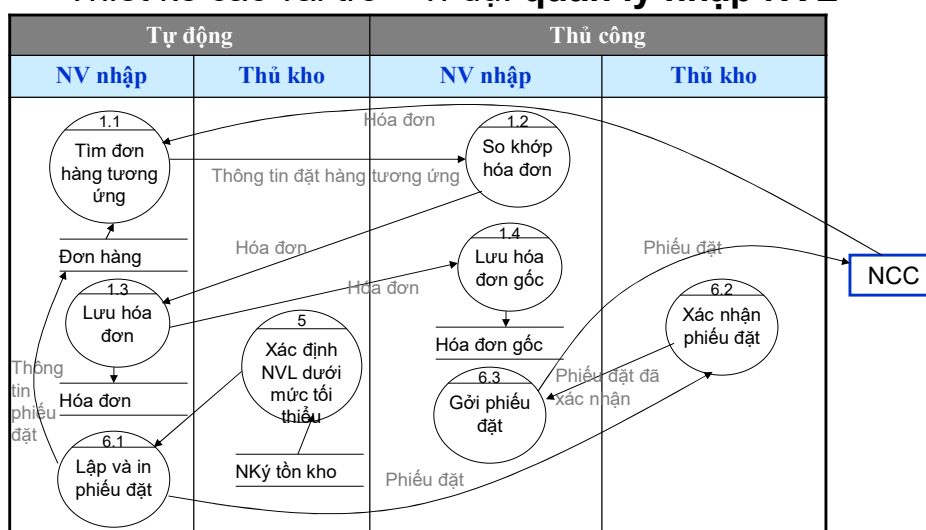 Tự động
Thủ công
NV nhập
Thủ kho
NV nhập
Thủ kho
Hóa đơn
1.1
Tìm đơn
hàng tương
ứng
1.2
So khớp
hóa đơn
Thông tin đặt hàng tương ứng
Đơn hàng
Hóa đơn
1.4
Lưu hóa
đơn gốc
Phiếu đặt
NCC
1.3
Lưu hóa
đơn
Hóa đơn
6.2
Xác nhận
phiếu đặt
5
Xác định
NVL dưới
mức tối
thiểu
Hóa đơn gốc
Thông
tin
phiếu
đặt
Hóa đơn
6.3
Gởi phiếu
đặt
Phiếu đặt đã
xác nhận
6.1
Lập và in
phiếu đặt
NKý tồn kho
Phiếu đặt